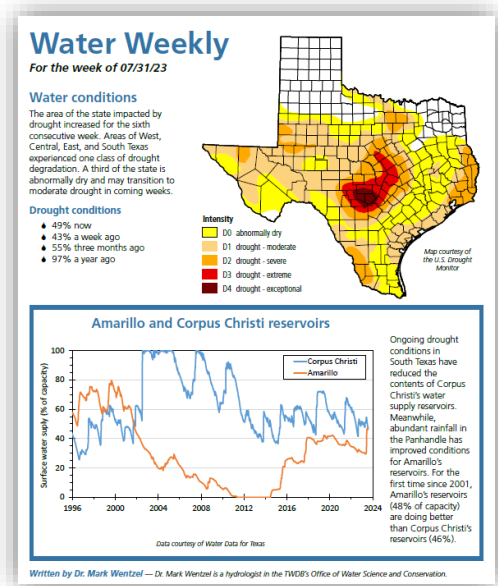 Water Weekly
For the week of 07/31/23
Water conditions
The area of the state impacted by
drought increased for the sixth
consecutive week. Areas of West,
Central, East, and South Texas
experienced one class of drought
degradation. A third of the state is
abnormally dry and may transition to
moderate drought in coming weeks.
Drought conditions
49% now
43% a week ago
55% three months ago
97% a year ago
Intensity
D0 abnormally dry
D1 drought - moderate
D2 drought - severe
D3 drought - extreme
D4 drought - exceptional
Map courtesy of
the U.S. Drought
Monitor
Amarillo and Corpus Christi reservoirs
Surface water suply (% of capacity)
100
80
60
40
20
0
1996 2000 2004 2008 2012 2016 2020 2024
Corpus Christi
Amarillo
Data courtesy of Water Data for Texas
Ongoing drought
conditions in
South Texas have
reduced the
contents of Corpus
Christi's water
supply reservoirs.
Meanwhile,
abundant rainfall in
the Panhandle has
improved conditions
for Amarillo's
reservoirs. For the
first time since 2001,
Amarillo's reservoirs
(48% of capacity)
are doing better
than Corpus Christi's
reservoirs (46%).
Written by Dr. Mark Wentzel — Dr. Mark Wentzel is a hydrologist in the TWDB's Office of Water Science and Conservation.